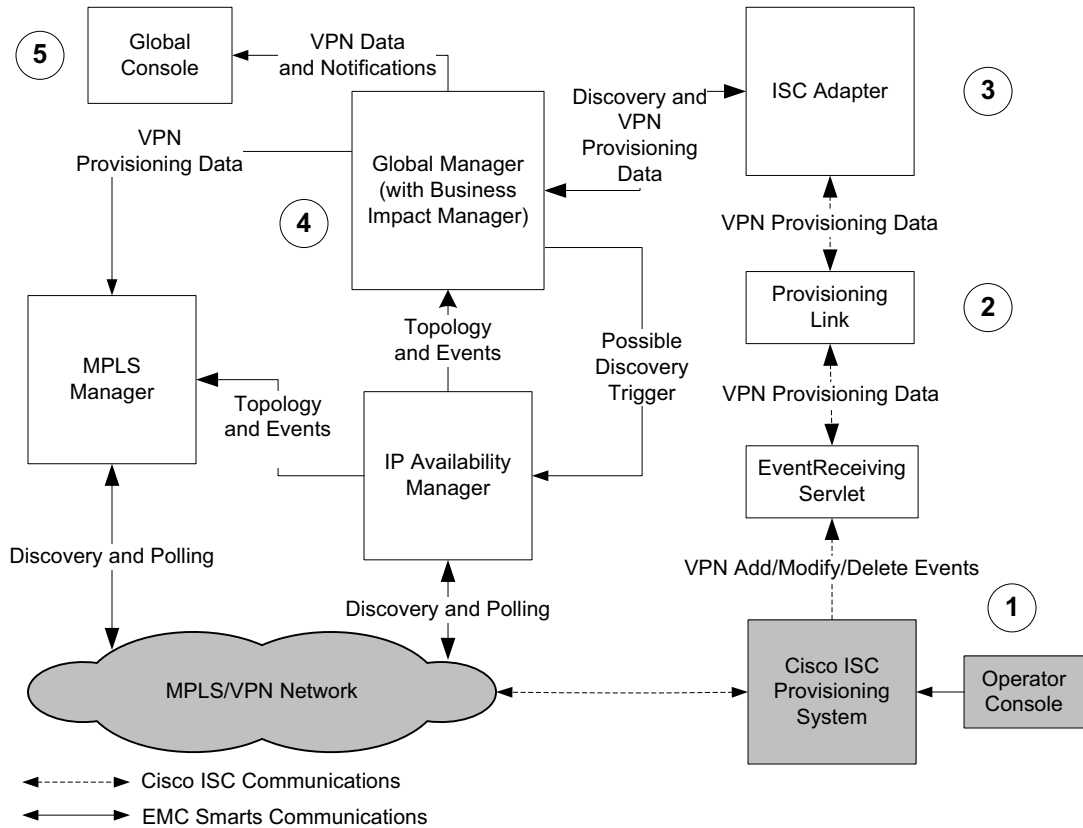 5
Global
Console
VPN Data
and Notifications
Discovery and
VPN
Provisioning
Data
ISC Adapter
3
VPN
Provisioning Data
Global Manager
(with Business
Impact Manager)
4
VPN Provisioning Data
Provisioning
Link
2
MPLS
Manager
Topology
and Events
Possible
Discovery
Trigger
VPN Provisioning Data
Topology
and Events
IP Availability
Manager
EventReceiving
Servlet
Discovery and Polling
VPN Add/Modify/Delete Events
Discovery and Polling
1
MPLS/VPN Network
Cisco ISC
Provisioning
System
Operator
Console
Cisco ISC Communications
EMC Smarts Communications